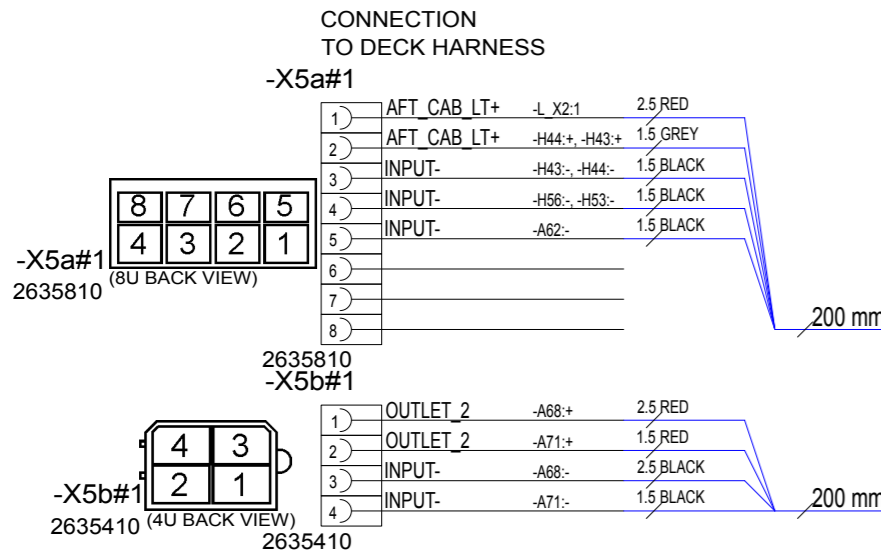 CONNECTION
TO DECK HARNESS
-X5a#1
1 AFT_CAB_LT+ -L_X2:1 2.5 RED
2 AFT_CAB_LT+ -H44:+, -H43:+ 1.5 GREY
3 INPUT- -H43:-, -H44:- 1.5 BLACK
4 INPUT- -H56:-, -H53:- 1.5 BLACK
5 INPUT- -A62:- 1.5 BLACK
6
7
8
200 mm
8 7 6 5
4 3 2 1
-X5a#1
2635810 (8U BACK VIEW)
2635810
-X5b#1
1 OUTLET_2 -A68:+ 2.5 RED
2 OUTLET_2 -A71:+ 1.5 RED
3 INPUT- -A68:- 2.5 BLACK
4 INPUT- -A71:- 1.5 BLACK
200 mm
4 3
2 1
-X5b#1
2635410 (4U BACK VIEW)
2635410